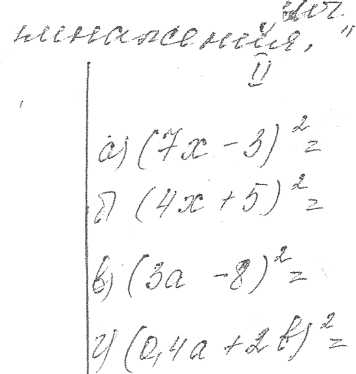 II
а) (7x - 3)² =
б) (4x + 5)² =
в) (3a - 8)² =
г) (0,4a + 2b)² =